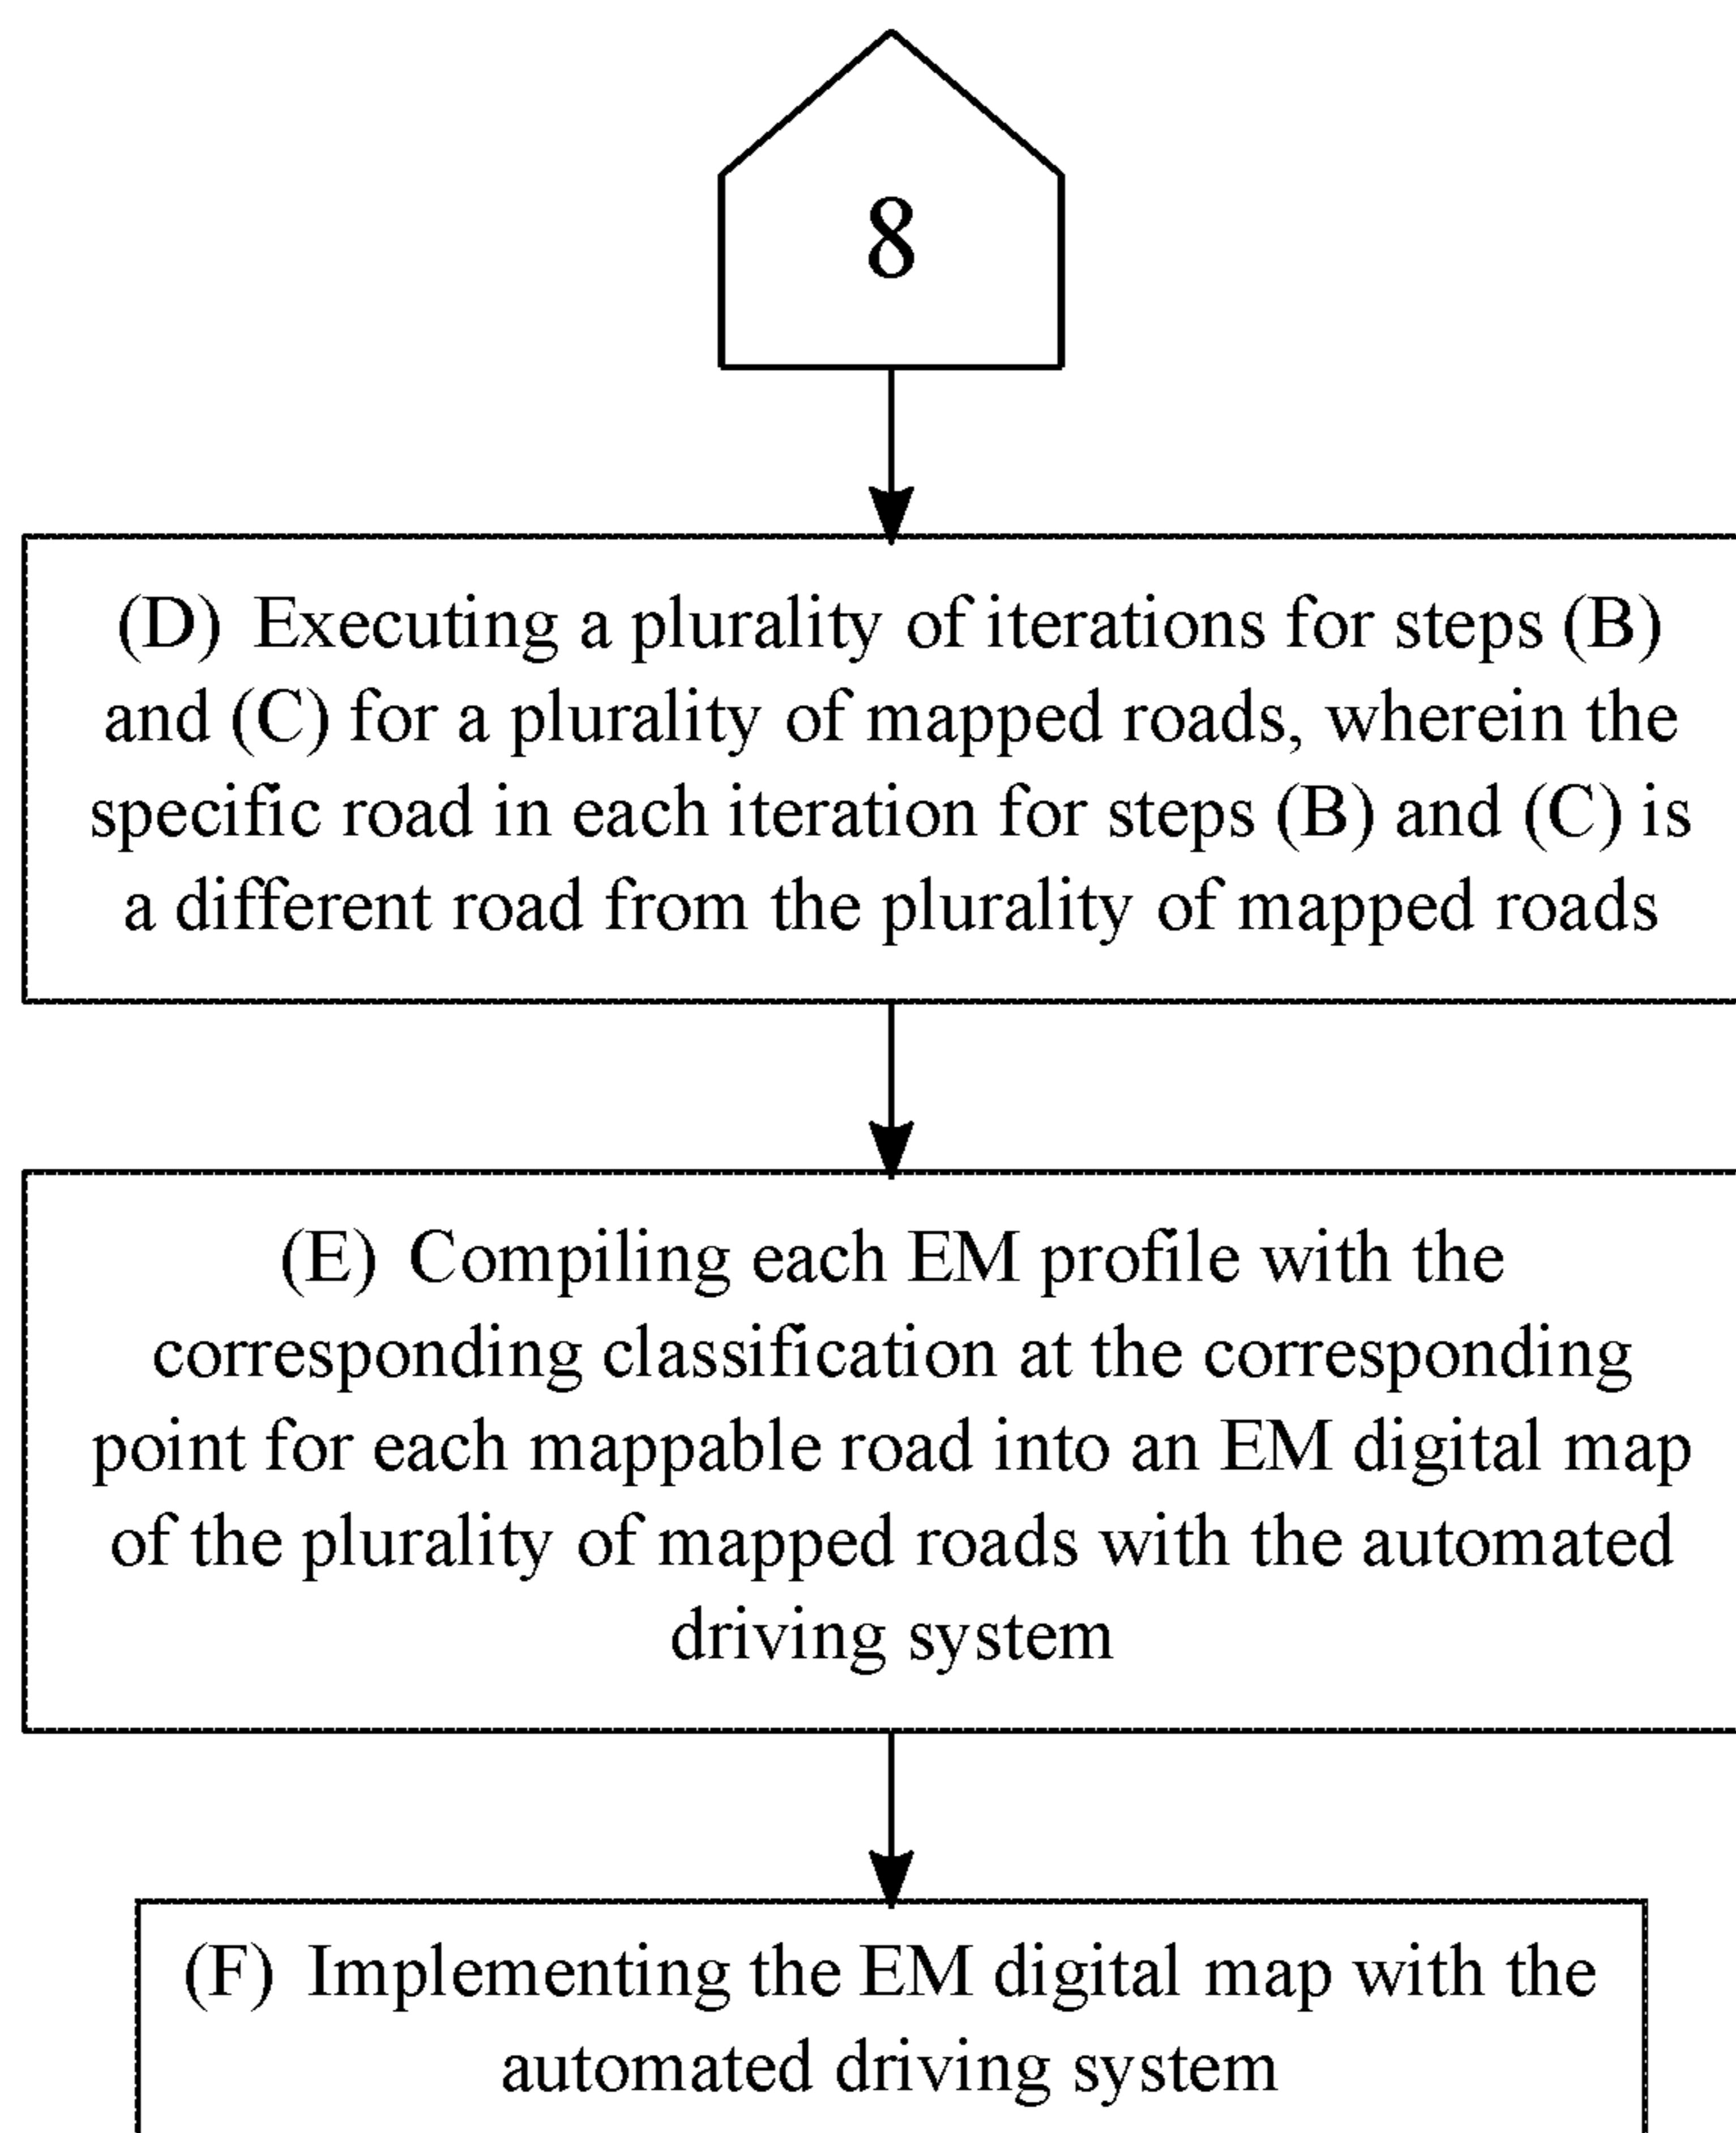 8
(D) Executing a plurality of iterations for steps (B)
and (C) for a plurality of mapped roads, wherein the
specific road in each iteration for steps (B) and (C) is
a different road from the plurality of mapped roads
(E) Compiling each EM profile with the
corresponding classification at the corresponding
point for each mappable road into an EM digital map
of the plurality of mapped roads with the automated
driving system
(F) Implementing the EM digital map with the
automated driving system